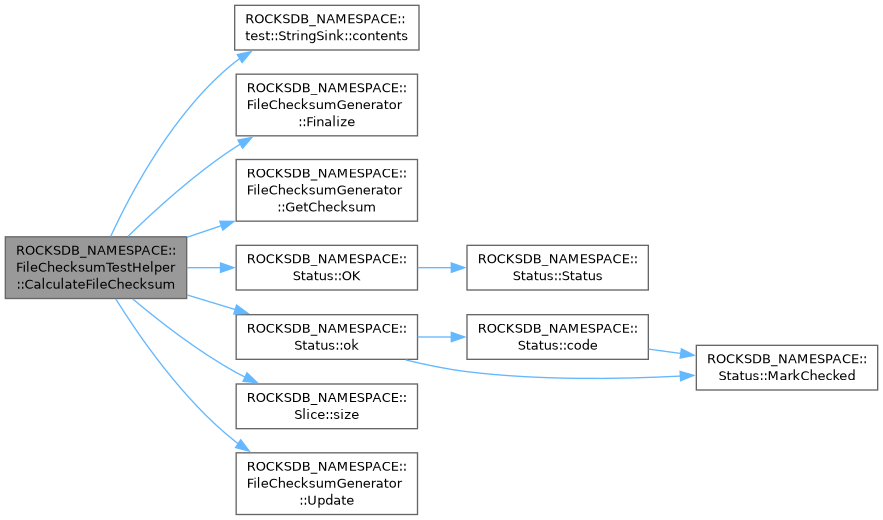 ROCKSDB_NAMESPACE::
FileChecksumTestHelper
::CalculateFileChecksum
ROCKSDB_NAMESPACE::
test::StringSink::contents
ROCKSDB_NAMESPACE::
FileChecksumGenerator
::Finalize
ROCKSDB_NAMESPACE::
FileChecksumGenerator
::GetChecksum
ROCKSDB_NAMESPACE::
Status::OK
ROCKSDB_NAMESPACE::
Status::Status
ROCKSDB_NAMESPACE::
Status::ok
ROCKSDB_NAMESPACE::
Status::code
ROCKSDB_NAMESPACE::
Status::MarkChecked
ROCKSDB_NAMESPACE::
Slice::size
ROCKSDB_NAMESPACE::
FileChecksumGenerator
::Update